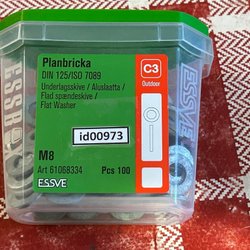 Planbricka
DIN 125/ISO 7089
Underlagsskive / Aluslaatta /
Flad spændeskive /
Flat Washer
C3
Outdoor
id00973
M8
Art 61068334
Pcs 100
ESSVE
ESSVE